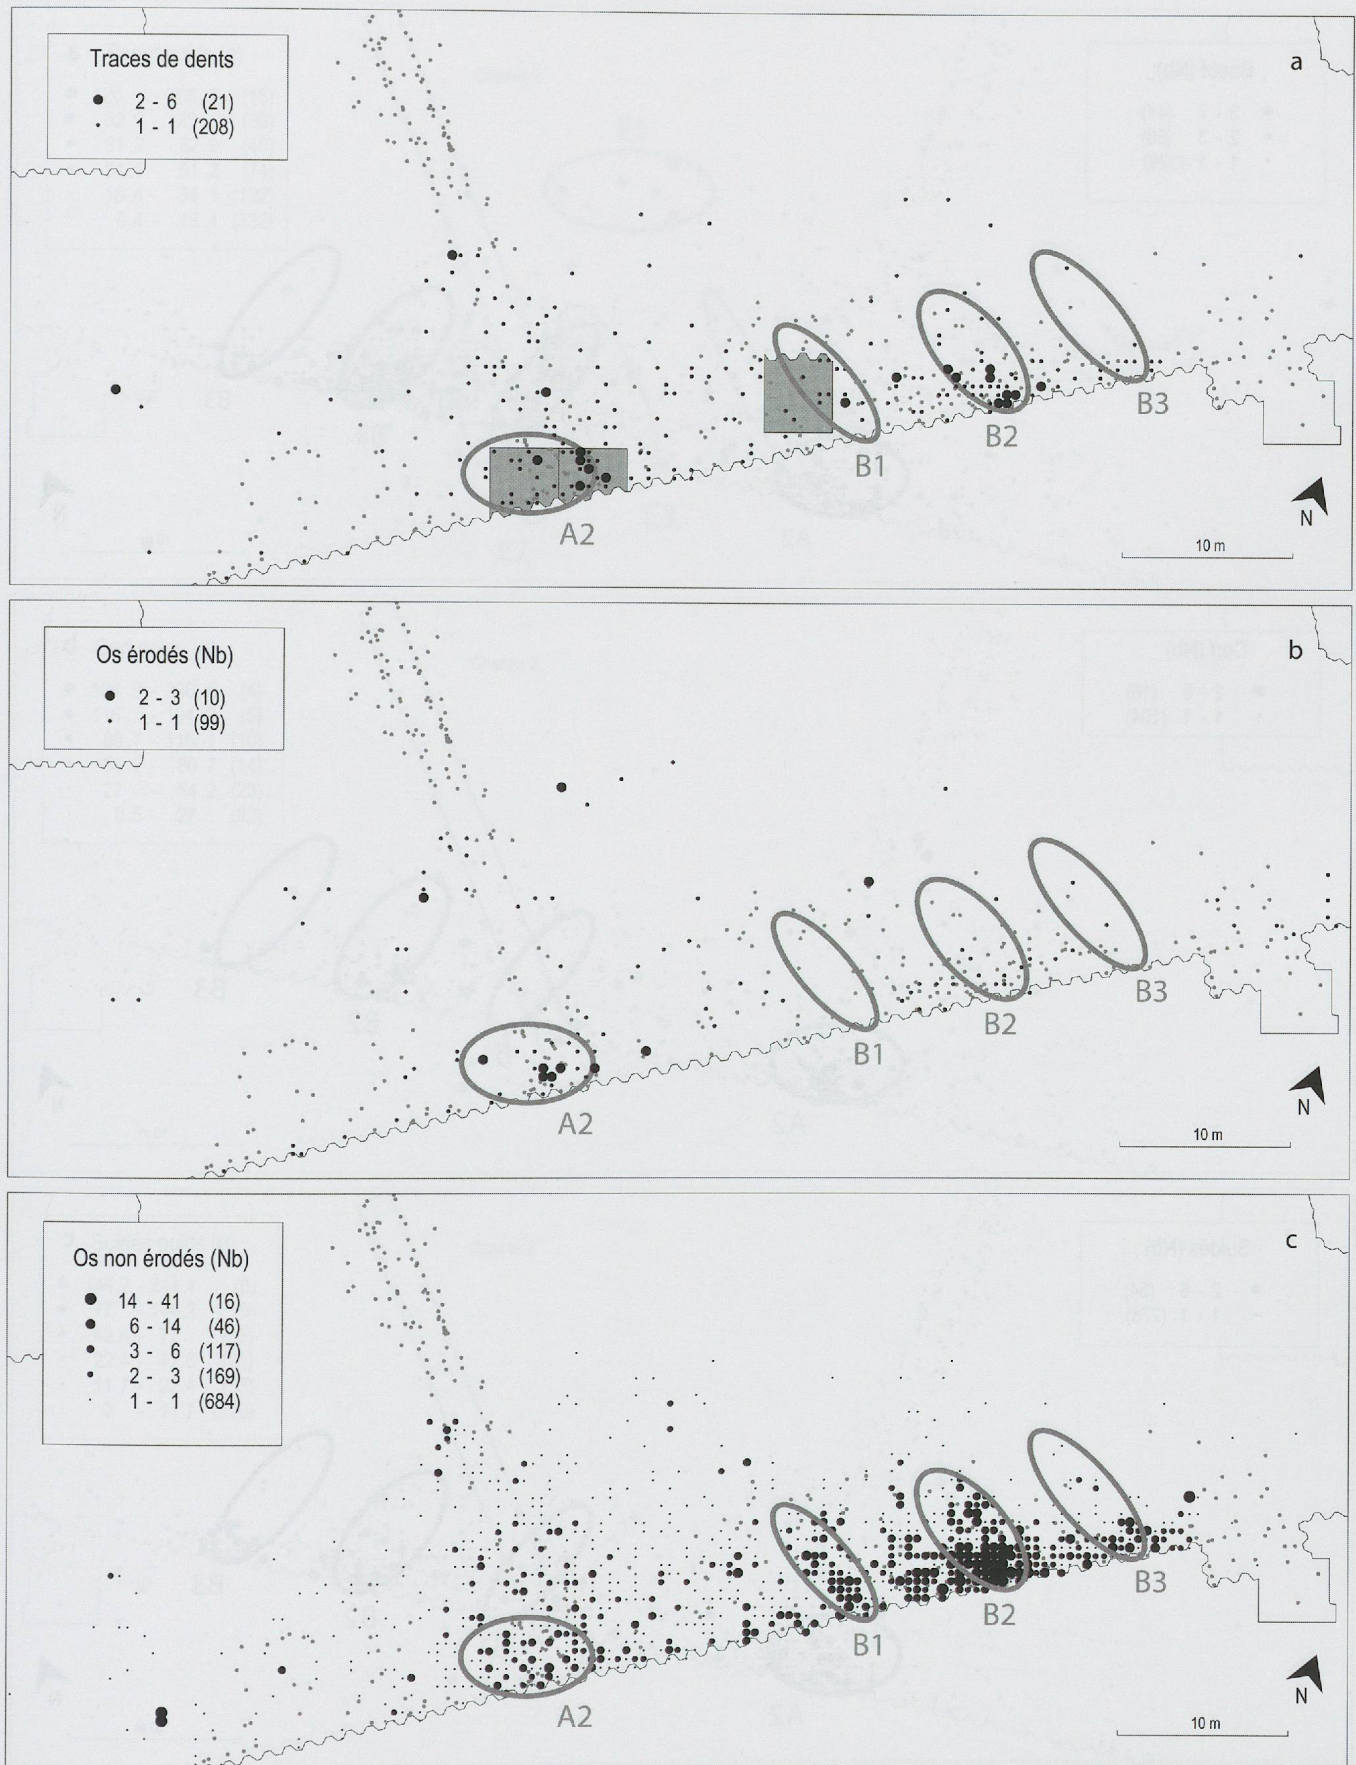 a
Traces de dents
2 - 6 (21)
1 - 1 (208)
B3
B2
B1
A2
N
10 m
b
Os érodés (Nb)
2 - 3 (10)
1 - 1 (99)
B3
B2
B1
A2
N
10 m
c
Os non érodés (Nb)
14 - 41 (16)
6 - 14 (46)
3 - 6 (117)
2 - 3 (169)
1 - 1 (684)
B3
B2
B1
A2
N
10 m